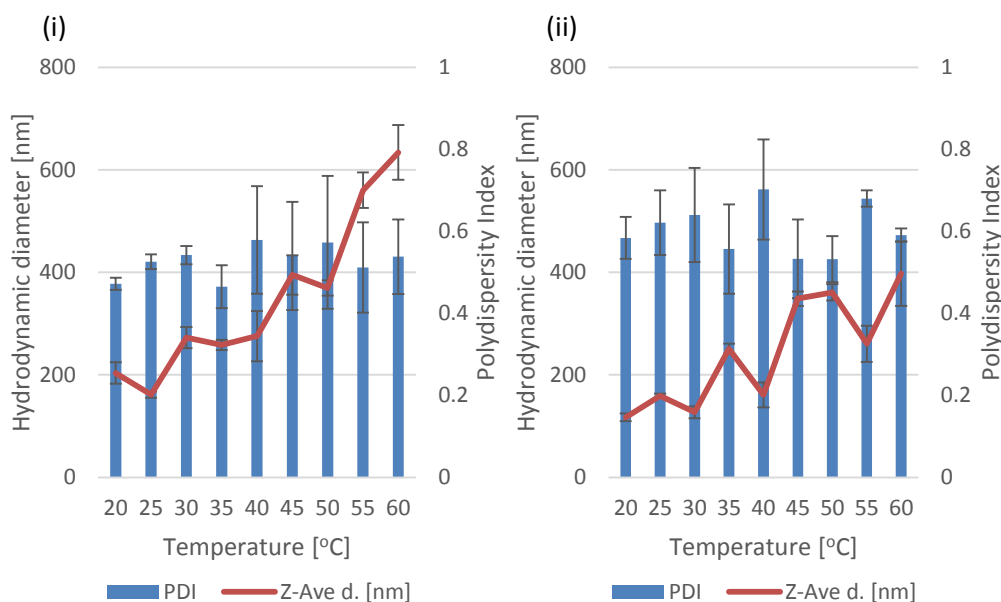 (i)
800
600
400
200
0
Hydrodynamic diameter [nm]
1
0.8
0.6
0.4
0.2
0
Polydispersity Index
20 25 30 35 40 45 50 55 60
Temperature [°C]
PDI Z-Ave d. [nm]
(ii)
800
600
400
200
0
Hydrodynamic diameter [nm]
1
0.8
0.6
0.4
0.2
0
Polydispersity Index
20 25 30 35 40 45 50 55 60
Temperature [°C]
PDI Z-Ave d. [nm]